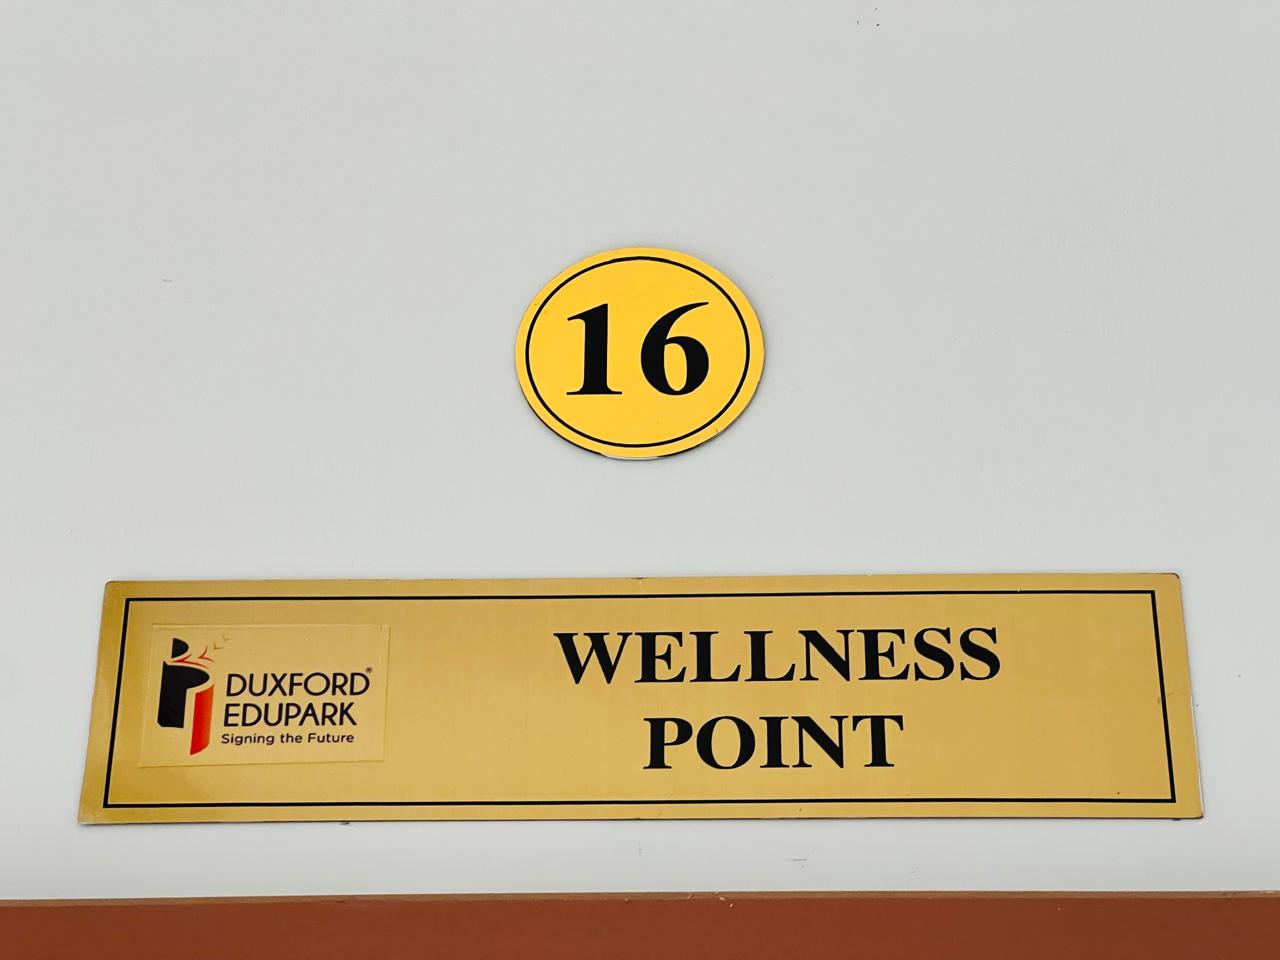 16
DUXFORD®
EDUPARK
Signing the Future
WELLNESS
POINT